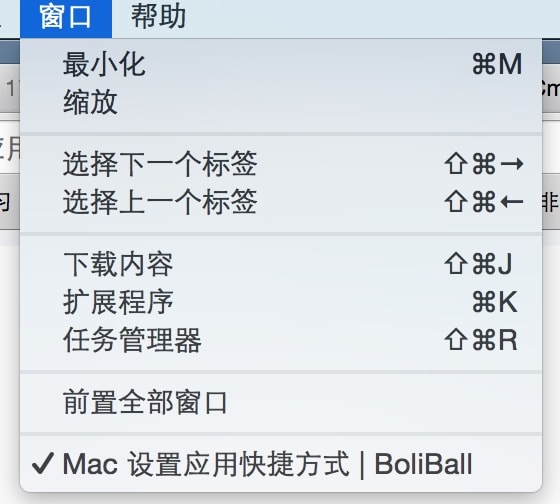 窗口 帮助
最小化 ⌘M
缩放
选择下一个标签 ⇧⌘→
选择上一个标签 ⇧⌘←
下载内容 ⇧⌘J
扩展程序 ⌘K
任务管理器 ⇧⌘R
前置全部窗口
✓ Mac 设置应用快捷方式 | BoliBall